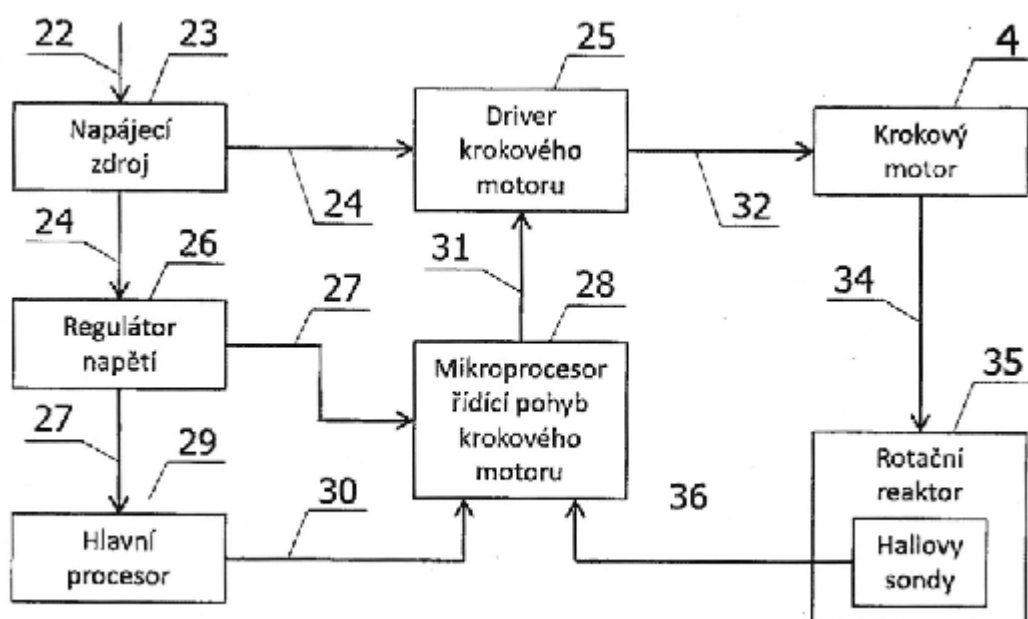 22
23
25
4
Napájecí
zdroj
Driver
krokového
motoru
Krokový
motor
24
24
32
26
31
27
28
34
Regulátor
napětí
Mikroprocesor
řídící pohyb
krokového
motoru
35
27
29
30
36
Rotační
reaktor
Hlavní
procesor
Hallovy
sondy